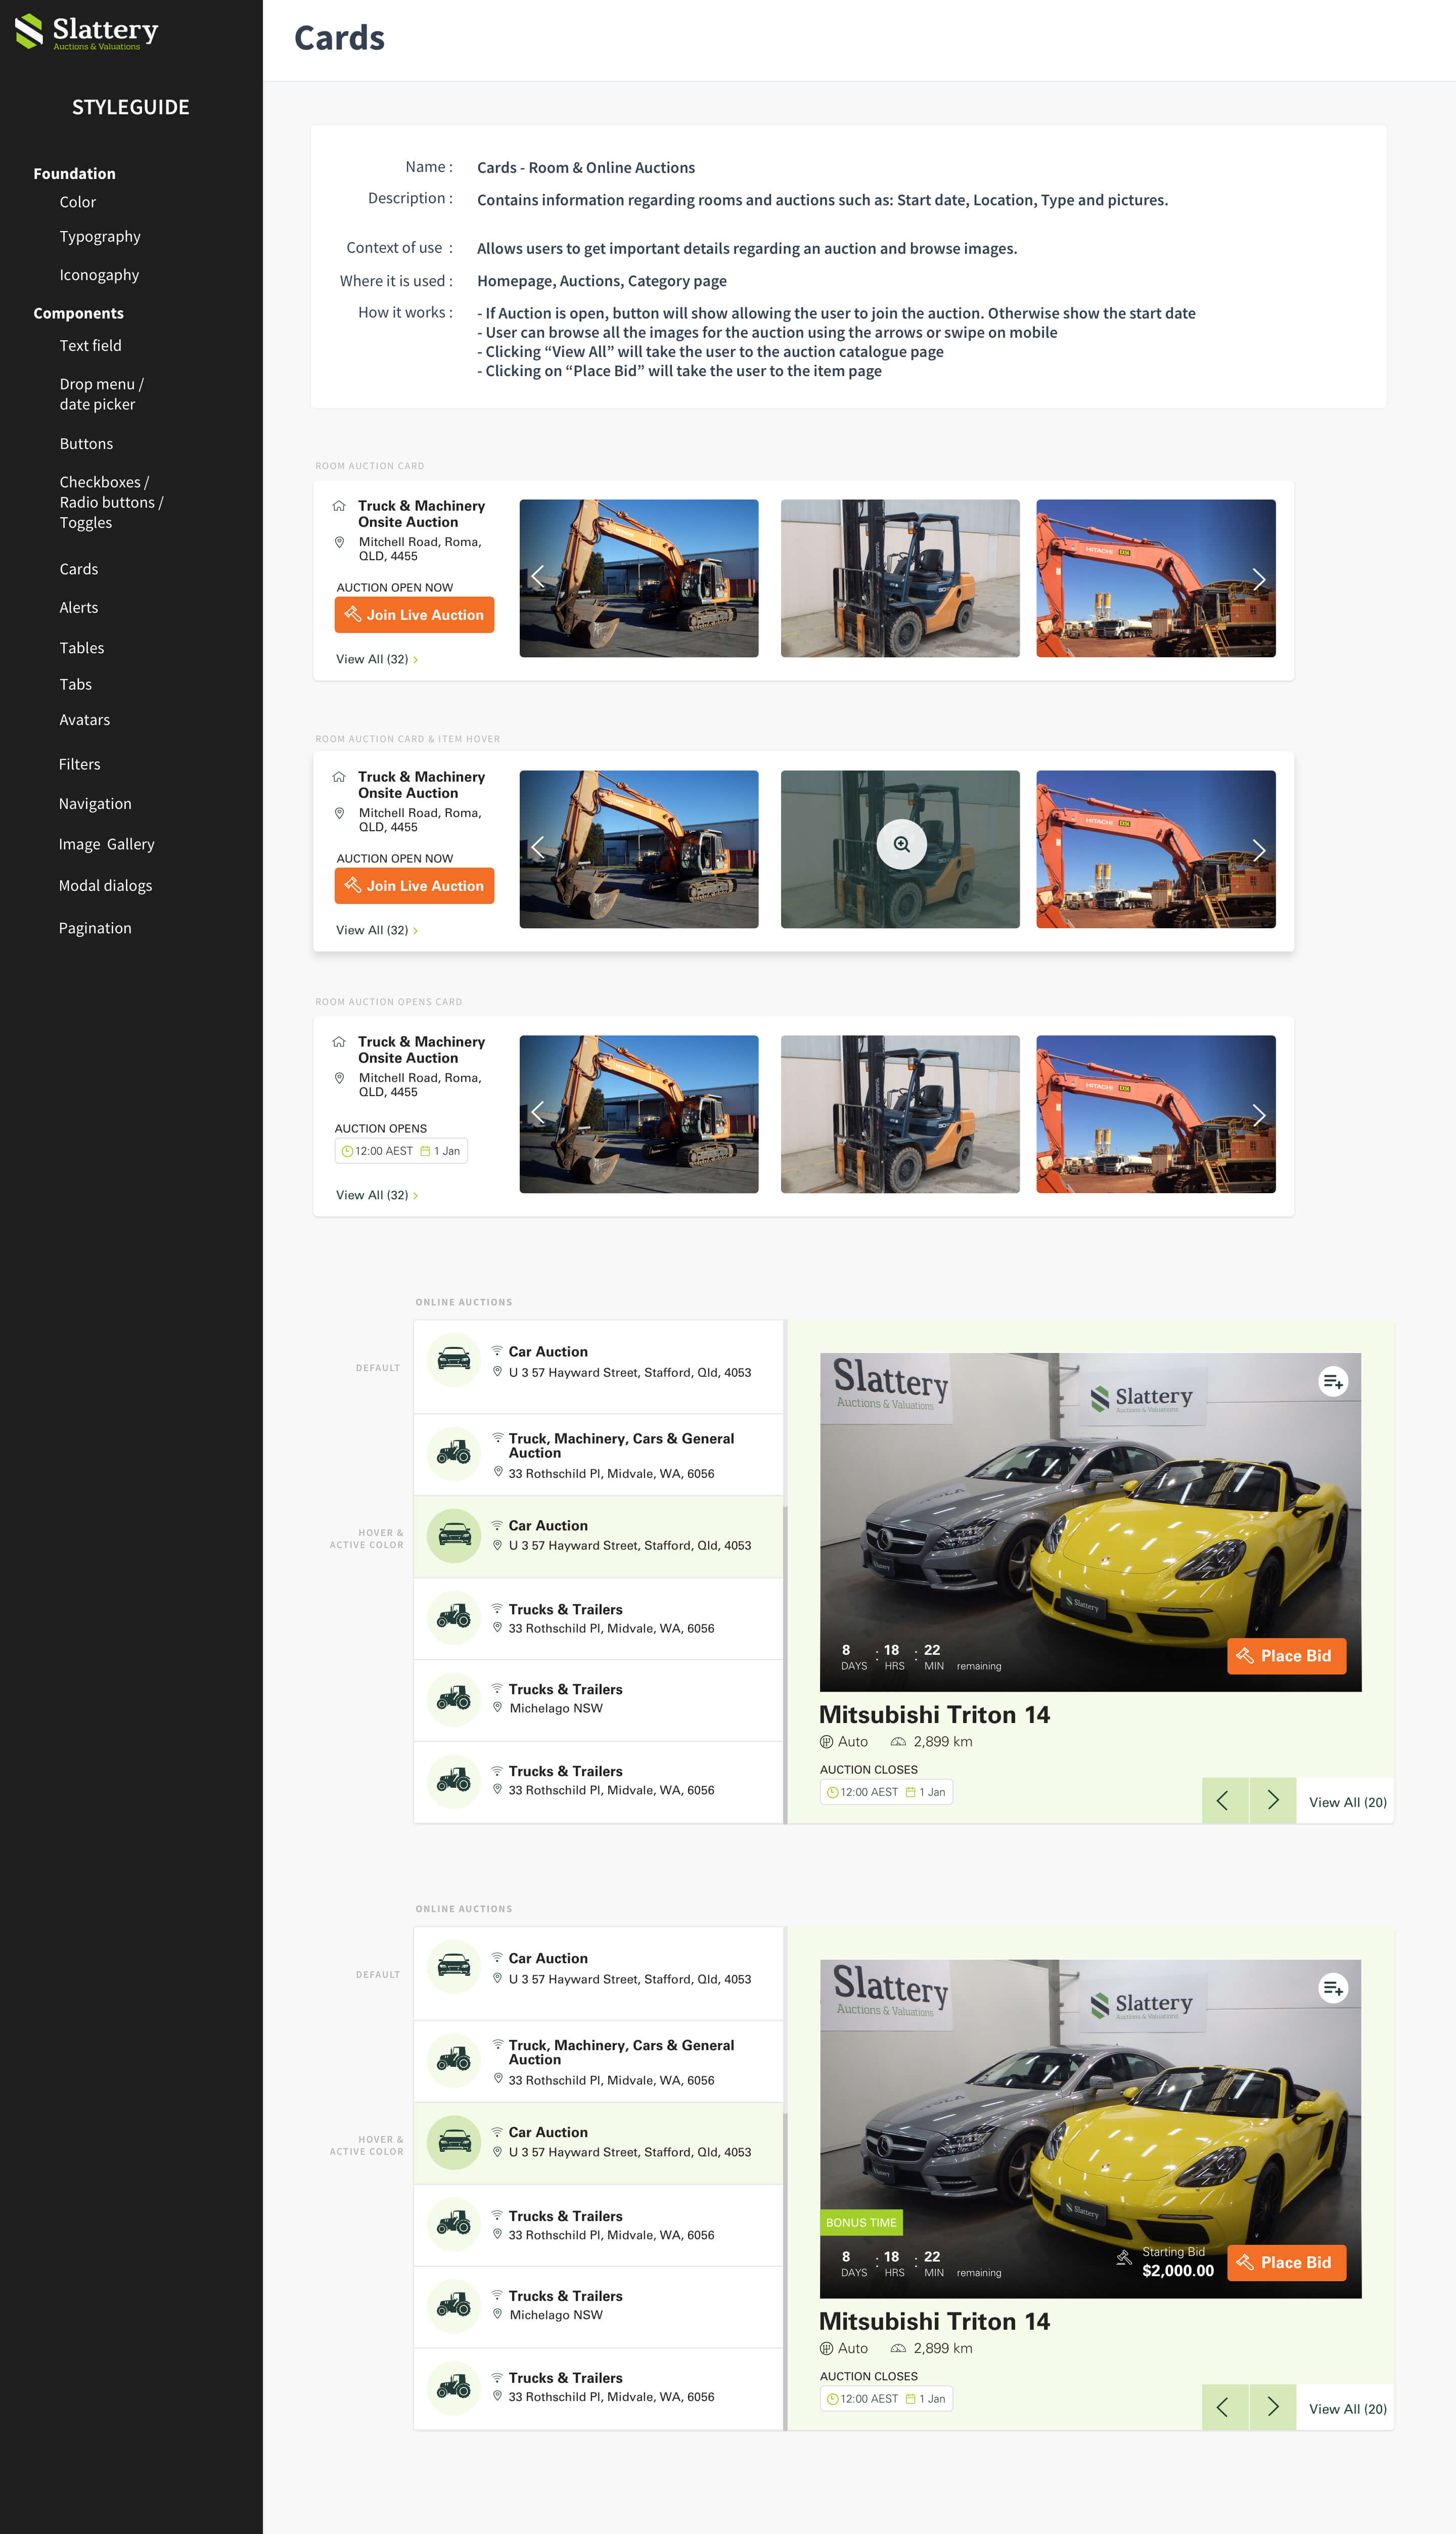 Slattery
Auctions & Valuations
STYLEGUIDE
Foundation
Color
Typography
Iconogaphy
Components
Text field
Drop menu /
date picker
Buttons
Checkboxes /
Radio buttons /
Toggles
Cards
Alerts
Tables
Tabs
Avatars
Filters
Navigation
Image Gallery
Modal dialogs
Pagination
Cards
Name : Cards - Room & Online Auctions
Description : Contains information regarding rooms and auctions such as: Start date, Location, Type and pictures.
Context of use : Allows users to get important details regarding an auction and browse images.
Where it is used : Homepage, Auctions, Category page
How it works : - If Auction is open, button will show allowing the user to join the auction. Otherwise show the start date
- User can browse all the images for the auction using the arrows or swipe on mobile
- Clicking “View All” will take the user to the auction catalogue page
- Clicking on “Place Bid” will take the user to the item page
ROOM AUCTION CARD
Truck & Machinery
Onsite Auction
Mitchell Road, Roma,
QLD, 4455
AUCTION OPEN NOW
Join Live Auction
View All (32)
HITACHI
ROOM AUCTION CARD & ITEM HOVER
Truck & Machinery
Onsite Auction
Mitchell Road, Roma,
QLD, 4455
AUCTION OPEN NOW
Join Live Auction
View All (32)
HITACHI
ROOM AUCTION OPENS CARD
Truck & Machinery
Onsite Auction
Mitchell Road, Roma,
QLD, 4455
AUCTION OPENS
12:00 AEST 1 Jan
View All (32)
HITACHI
ONLINE AUCTIONS
DEFAULT
Car Auction
U 3 57 Hayward Street, Stafford, Qld, 4053
Truck, Machinery, Cars & General
Auction
33 Rothschild Pl, Midvale, WA, 6056
HOVER &
ACTIVE COLOR
Car Auction
U 3 57 Hayward Street, Stafford, Qld, 4053
Trucks & Trailers
33 Rothschild Pl, Midvale, WA, 6056
Trucks & Trailers
Michelago NSW
Trucks & Trailers
33 Rothschild Pl, Midvale, WA, 6056
Slattery
Auctions & Valuations
Slattery
Auctions & Valuations
Slattery
Slattery
8 : 18 : 22
DAYS HRS MIN remaining
Place Bid
Mitsubishi Triton 14
Auto 2,899 km
AUCTION CLOSES
12:00 AEST 1 Jan
View All (20)
ONLINE AUCTIONS
DEFAULT
Car Auction
U 3 57 Hayward Street, Stafford, Qld, 4053
Truck, Machinery, Cars & General
Auction
33 Rothschild Pl, Midvale, WA, 6056
HOVER &
ACTIVE COLOR
Car Auction
U 3 57 Hayward Street, Stafford, Qld, 4053
Trucks & Trailers
33 Rothschild Pl, Midvale, WA, 6056
Trucks & Trailers
Michelago NSW
Trucks & Trailers
33 Rothschild Pl, Midvale, WA, 6056
Slattery
Auctions & Valuations
Slattery
Auctions & Valuations
Slattery
Slattery
BONUS TIME
8 : 18 : 22
DAYS HRS MIN remaining
Starting Bid
$2,000.00
Place Bid
Mitsubishi Triton 14
Auto 2,899 km
AUCTION CLOSES
12:00 AEST 1 Jan
View All (20)